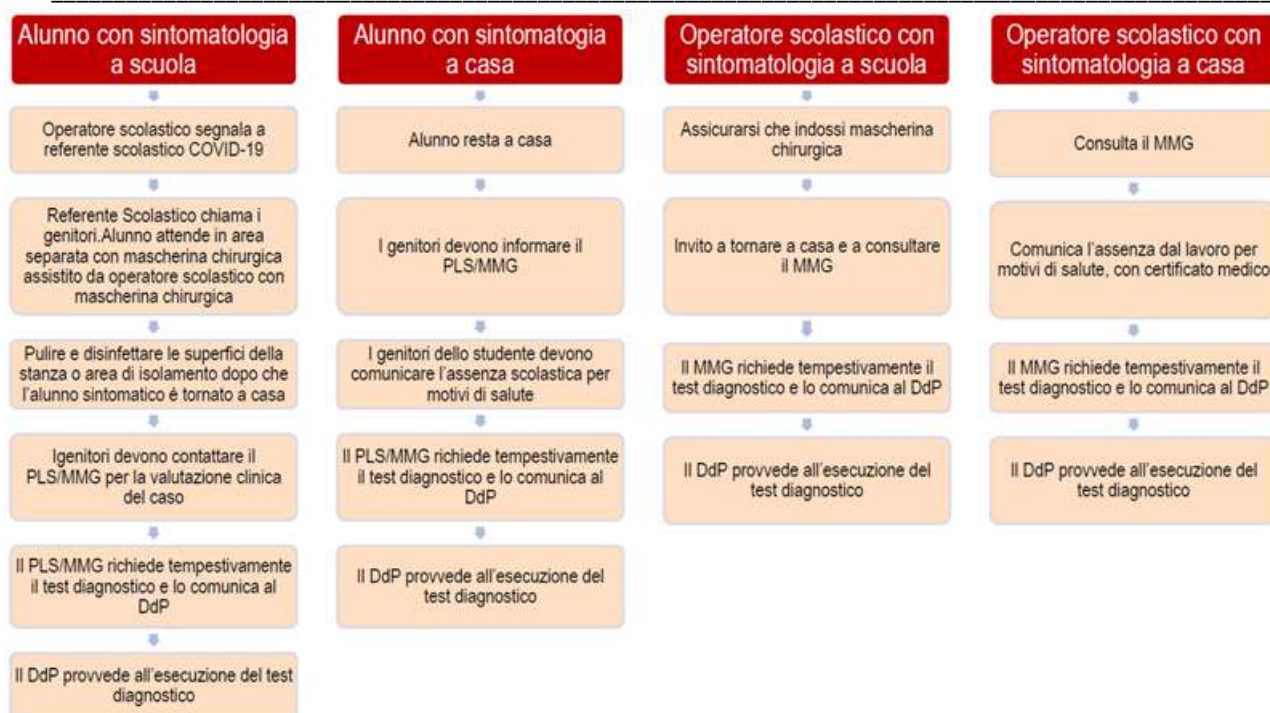 Alunno con sintomatologia
a scuola
Operatore scolastico segnala a
referente scolastico COVID-19
Referente Scolastico chiama i
genitori.Alunno attende in area
separata con mascherina chirurgica
assistito da operatore scolastico con
mascherina chirurgica
Pulire e disinfettare le superfici della
stanza o area di isolamento dopo che
l'alunno sintomatico è tornato a casa
Igenitori devono contattare il
PLS/MMG per la valutazione clinica
del caso
Il PLS/MMG richiede tempestivamente
il test diagnostico e lo comunica al
DdP
Il DdP provvede all'esecuzione del test
diagnostico
Alunno con sintomatogia
a casa
Alunno resta a casa
I genitori devono informare il
PLS/MMG
I genitori dello studente devono
comunicare l'assenza scolastica per
motivi di salute
Il PLS/MMG richiede tempestivamente
il test diagnostico e lo comunica al
DdP
Il DdP provvede all'esecuzione del
test diagnostico
Operatore scolastico con
sintomatologia a scuola
Assicurarsi che indossi mascherina
chirurgica
Invito a tornare a casa e a consultare
il MMG
Il MMG richiede tempestivamente il
test diagnostico e lo comunica al DdP
Il DdP provvede all'esecuzione del
test diagnostico
Operatore scolastico con
sintomatologia a casa
Consulta il MMG
Comunica l'assenza dal lavoro per
motivi di salute, con certificato medico
Il MMG richiede tempestivamente il
test diagnostico e lo comunica al DdP
Il DdP provvede all'esecuzione del
test diagnostico